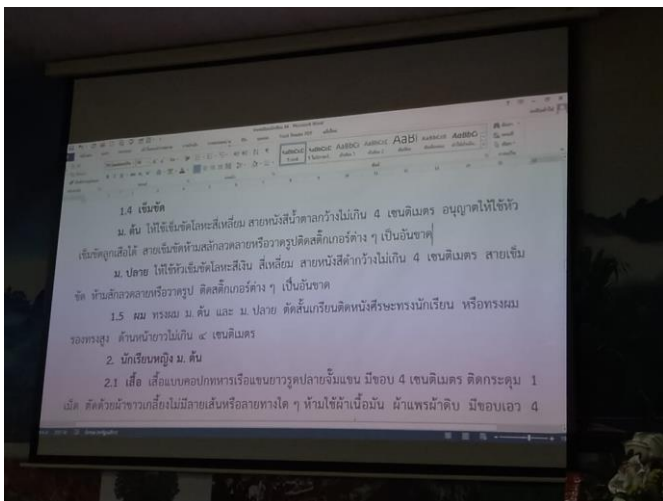 1.4 เข็มขัด
ม. ต้น ให้ใช้เข็มขัดโลหะสี่เหลี่ยม สายหนังสีน้ำตาลกว้างไม่เกิน 4 เซนติเมตร อนุญาตให้ใช้หัว
เข็มขัดลูกเสือได้ สายเข็มขัดห้ามสลักลวดลายหรือวาดรูปติดสติ๊กเกอร์ต่าง ๆ เป็นอันขาด
ม. ปลาย ให้ใช้หัวเข็มขัดโลหะสีเงิน สี่เหลี่ยม สายหนังสีดำกว้างไม่เกิน 4 เซนติเมตร สายเข็ม
ขัด ห้ามสลักลวดลายหรือวาดรูป ติดสติ๊กเกอร์ต่าง ๆ เป็นอันขาด
1.5 ผม ทรงผม ม. ต้น และ ม. ปลาย ตัดสั้นเกรียนติดหนังศีรษะทรงนักเรียน หรือทรงผม
รองทรงสูง ด้านหน้ายาวไม่เกิน ๔ เซนติเมตร
2. นักเรียนหญิง ม. ต้น
2.1 เสื้อ เสื้อแบบคอปกทหารเรือแขนยาวรูดปลายจั๊มแขน มีขอบ 4 เซนติเมตร ติดกระดุม 1
เม็ด ตัดด้วยผ้าขาวเกลี้ยงไม่มีลายเส้นหรือลายทางใด ๆ ห้ามใช้ผ้าเนื้อมัน ผ้าแพรผ้าดิบ มีขอบเอว 4